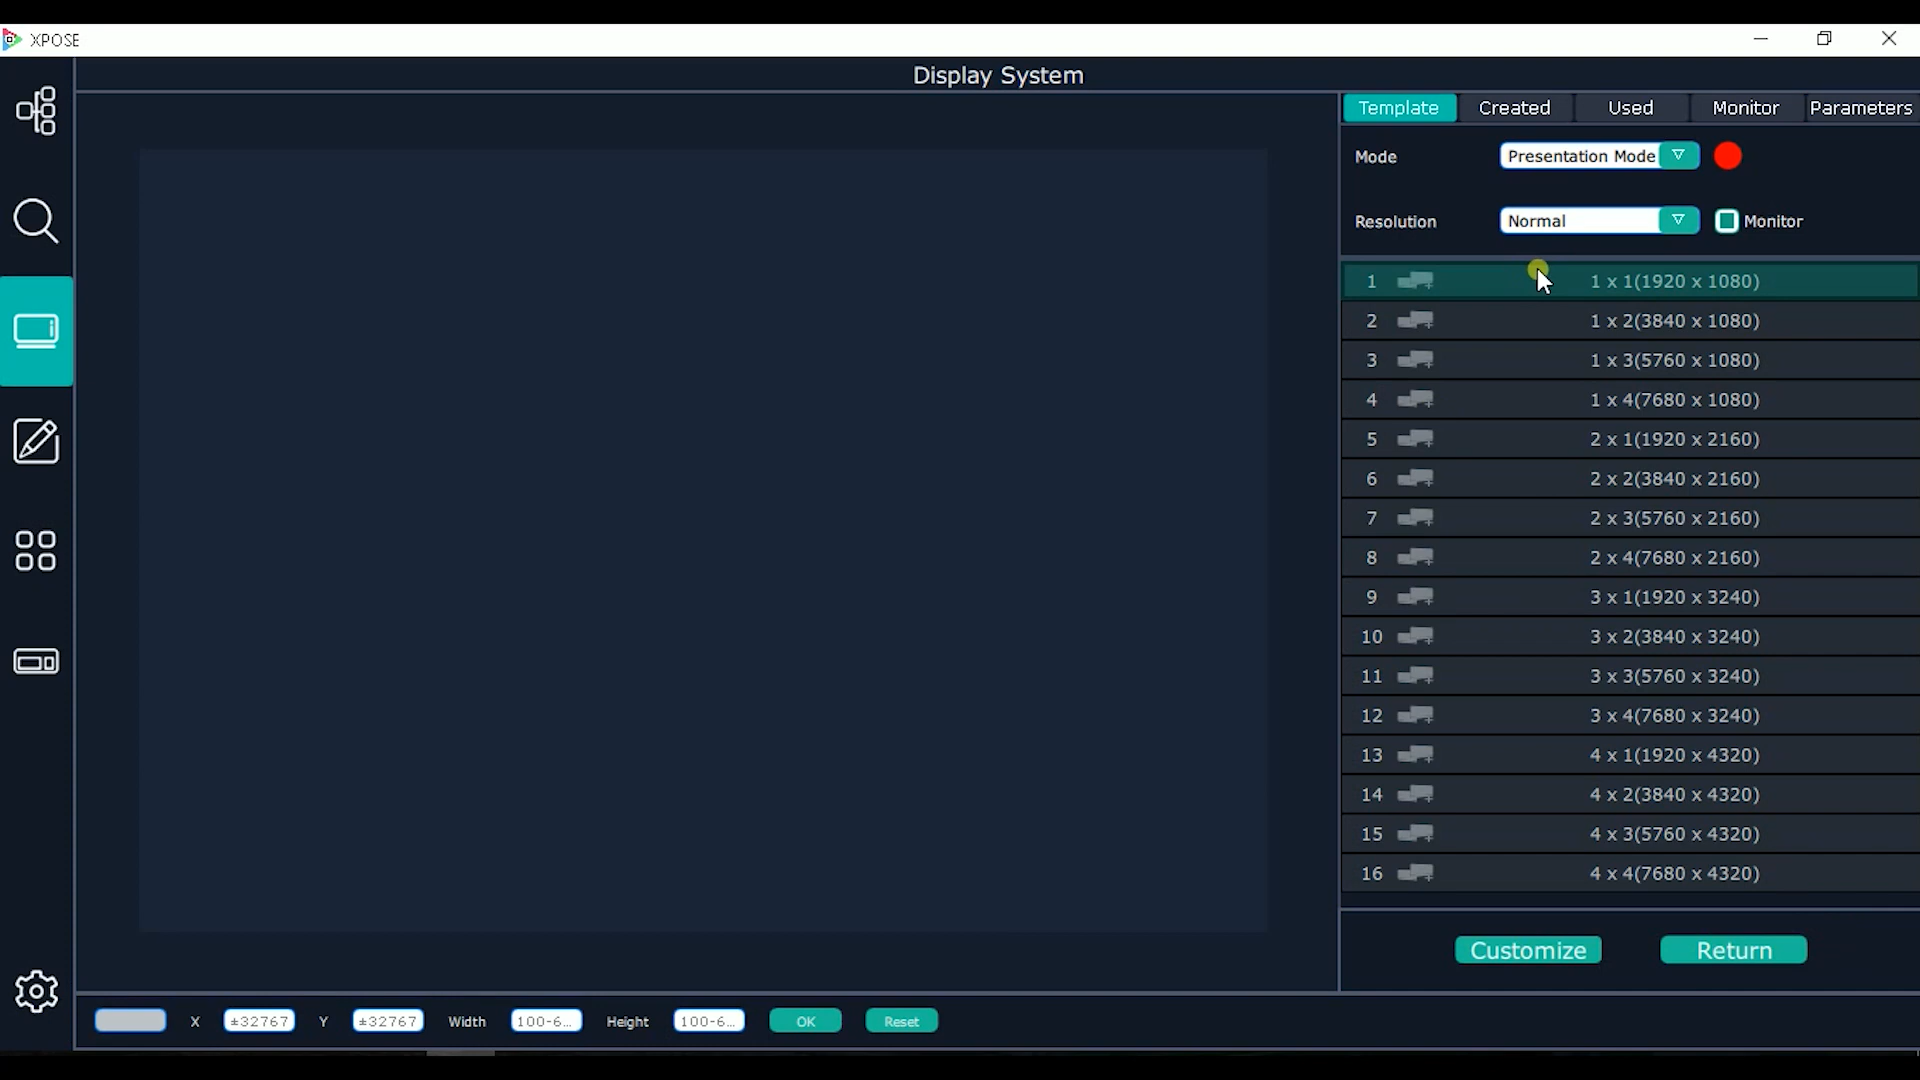 XPOSE
Display System
Template Created Used Monitor Parameters
Mode Presentation Mode
Resolution Normal Monitor
1 1 x 1(1920 x 1080)
2 1 x 2(3840 x 1080)
3 1 x 3(5760 x 1080)
4 1 x 4(7680 x 1080)
5 2 x 1(1920 x 2160)
6 2 x 2(3840 x 2160)
7 2 x 3(5760 x 2160)
8 2 x 4(7680 x 2160)
9 3 x 1(1920 x 3240)
10 3 x 2(3840 x 3240)
11 3 x 3(5760 x 3240)
12 3 x 4(7680 x 3240)
13 4 x 1(1920 x 4320)
14 4 x 2(3840 x 4320)
15 4 x 3(5760 x 4320)
16 4 x 4(7680 x 4320)
Customize Return
X ±32767 Y ±32767 Width 100-6... Height 100-6... OK Reset